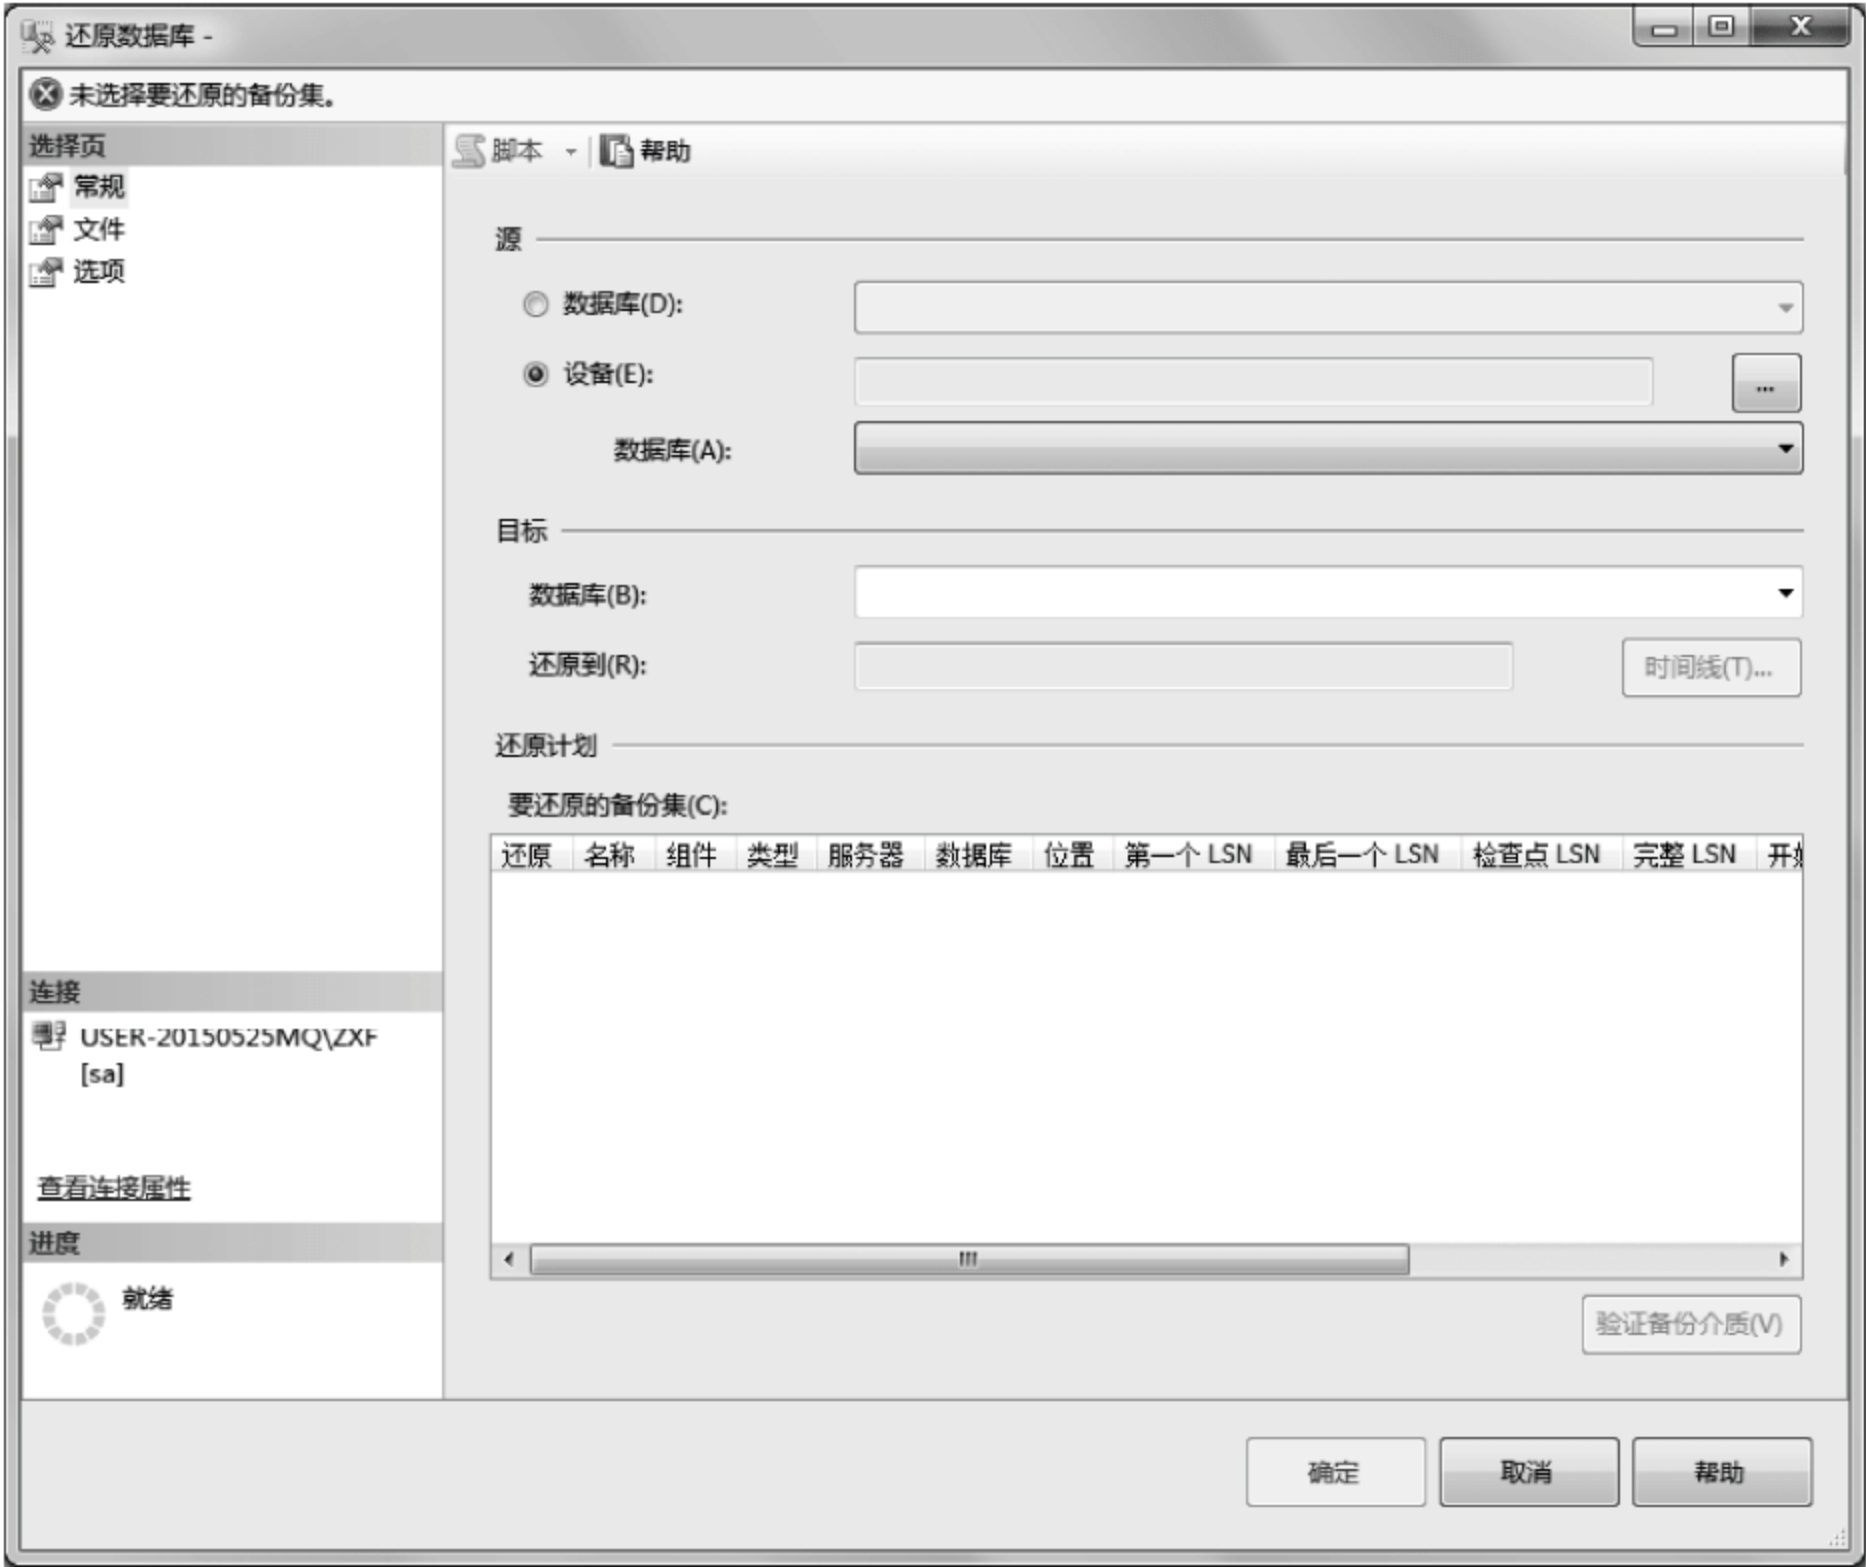 还原数据库 -
未选择要还原的备份集。
选择页
常规
文件
选项
脚本 帮助
源
数据库(D):
设备(E):
...
数据库(A):
目标
数据库(B):
还原到(R):
时间线(T)...
还原计划
要还原的备份集(C):
还原 名称 组件 类型 服务器 数据库 位置 第一个 LSN 最后一个 LSN 检查点 LSN 完整 LSN 开始
连接
USER-20150525MQ\ZXF
[sa]
查看连接属性
进度
就绪
验证备份介质(V)
确定 取消 帮助